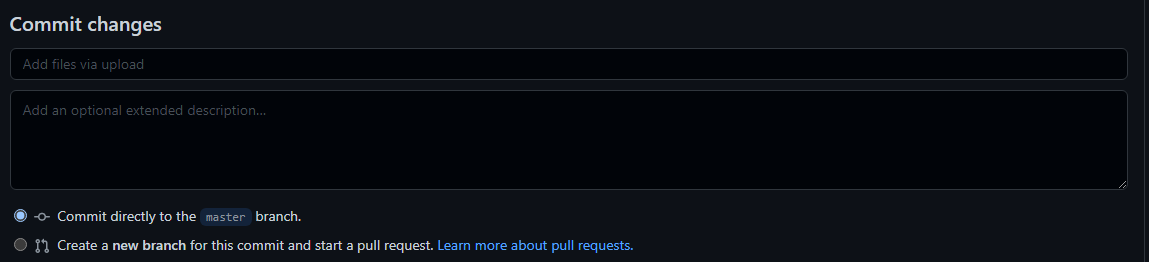 Commit changes
Add files via upload
Add an optional extended description...
Commit directly to the master branch.
Create a new branch for this commit and start a pull request. Learn more about pull requests.